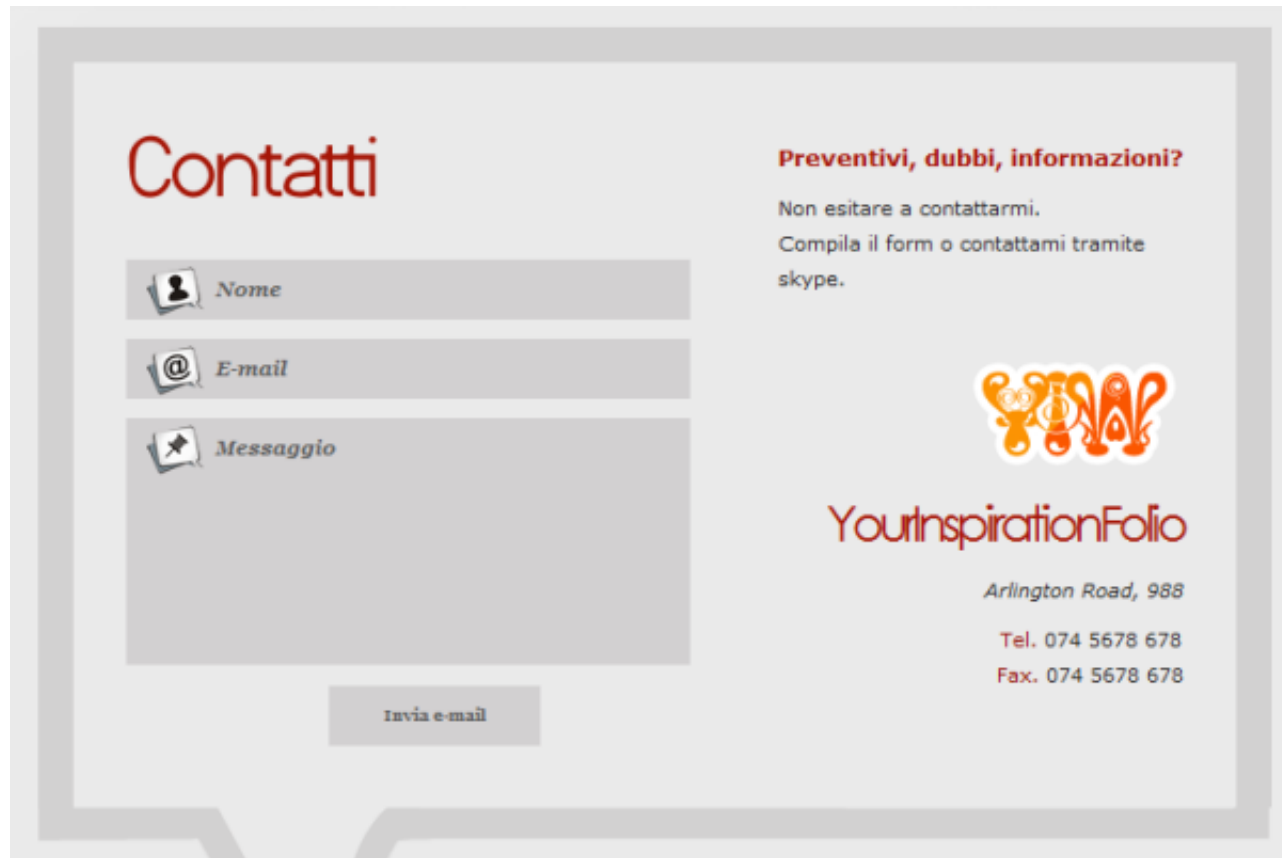 Contatti
Nome
E-mail
Messaggio
Invia e-mail
Preventivi, dubbi, informazioni?
Non esitare a contattarmi.
Compila il form o contattami tramite
skype.
YourInspirationFolio
Arlington Road, 988
Tel. 074 5678 678
Fax. 074 5678 678